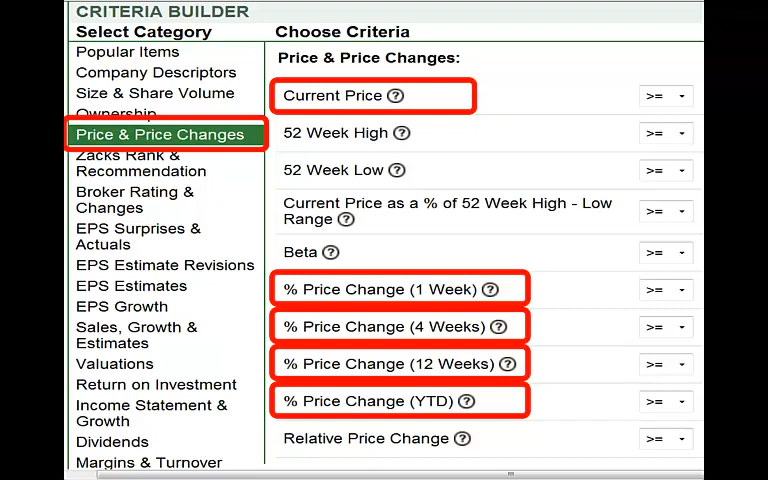 CRITERIA BUILDER
Select Category
Popular Items
Company Descriptors
Size & Share Volume
Ownership
Price & Price Changes
Zacks Rank &
Recommendation
Broker Rating &
Changes
EPS Surprises &
Actuals
EPS Estimate Revisions
EPS Estimates
EPS Growth
Sales, Growth &
Estimates
Valuations
Return on Investment
Income Statement &
Growth
Dividends
Margins & Turnover
Choose Criteria
Price & Price Changes:
Current Price ? >=
52 Week High ? >=
52 Week Low ? >=
Current Price as a % of 52 Week High - Low
Range ? >=
Beta ? >=
% Price Change (1 Week) ? >=
% Price Change (4 Weeks) ? >=
% Price Change (12 Weeks) ? >=
% Price Change (YTD) ? >=
Relative Price Change ? >=